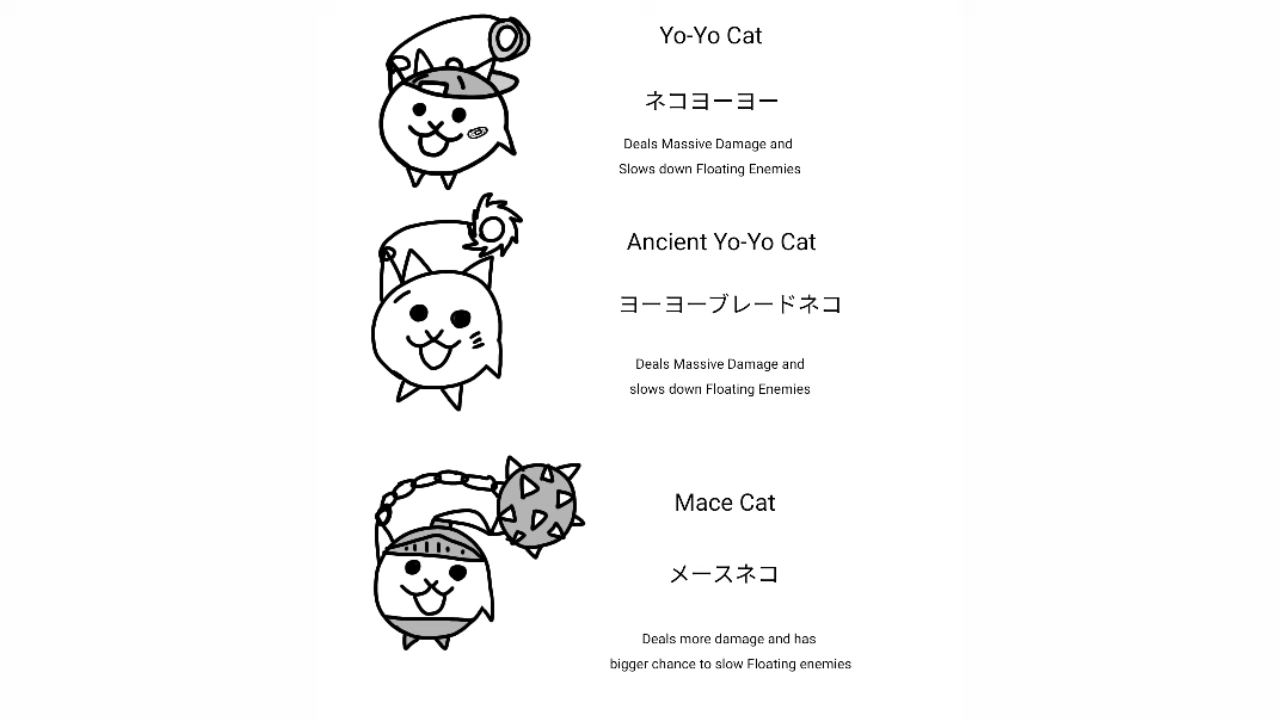 Yo-Yo Cat
ネコヨーヨー
Deals Massive Damage and
Slows down Floating Enemies
Ancient Yo-Yo Cat
ヨーヨーブレードネコ
Deals Massive Damage and
slows down Floating Enemies
Mace Cat
メースネコ
Deals more damage and has
bigger chance to slow Floating enemies